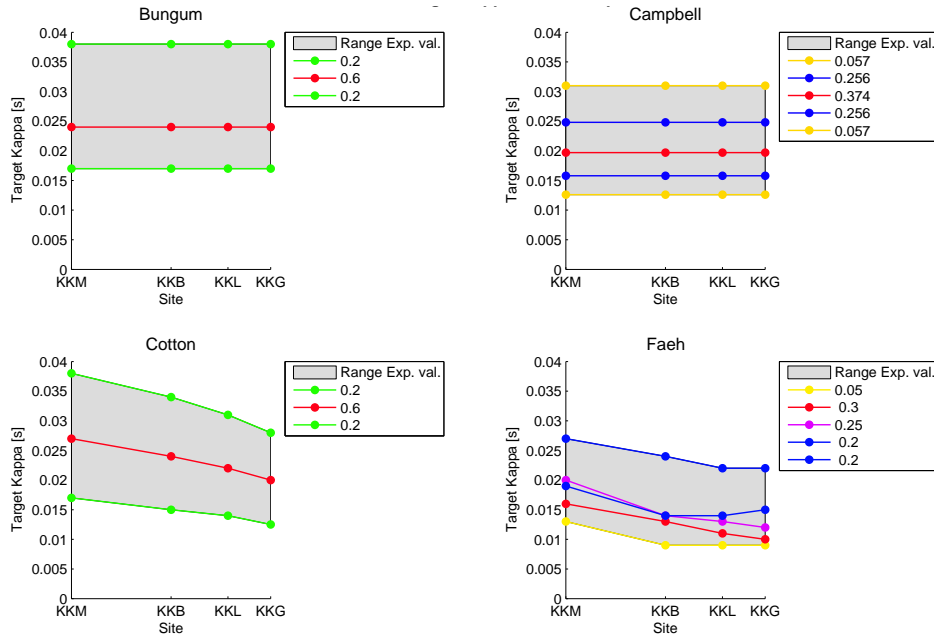 Bungum
0.04
0.035
0.03
0.025
0.02
0.015
0.01
0.005
0
Target Kappa [s]
KKM KKB KKL KKG
Site
Range Exp. val.
0.2
0.6
0.2
Campbell
0.04
0.035
0.03
0.025
0.02
0.015
0.01
0.005
0
Target Kappa [s]
KKM KKB KKL KKG
Site
Range Exp. val.
0.057
0.256
0.374
0.256
0.057
Cotton
0.04
0.035
0.03
0.025
0.02
0.015
0.01
0.005
0
Target Kappa [s]
KKM KKB KKL KKG
Site
Range Exp. val.
0.2
0.6
0.2
Faeh
0.04
0.035
0.03
0.025
0.02
0.015
0.01
0.005
0
Target Kappa [s]
KKM KKB KKL KKG
Site
Range Exp. val.
0.05
0.3
0.25
0.2
0.2